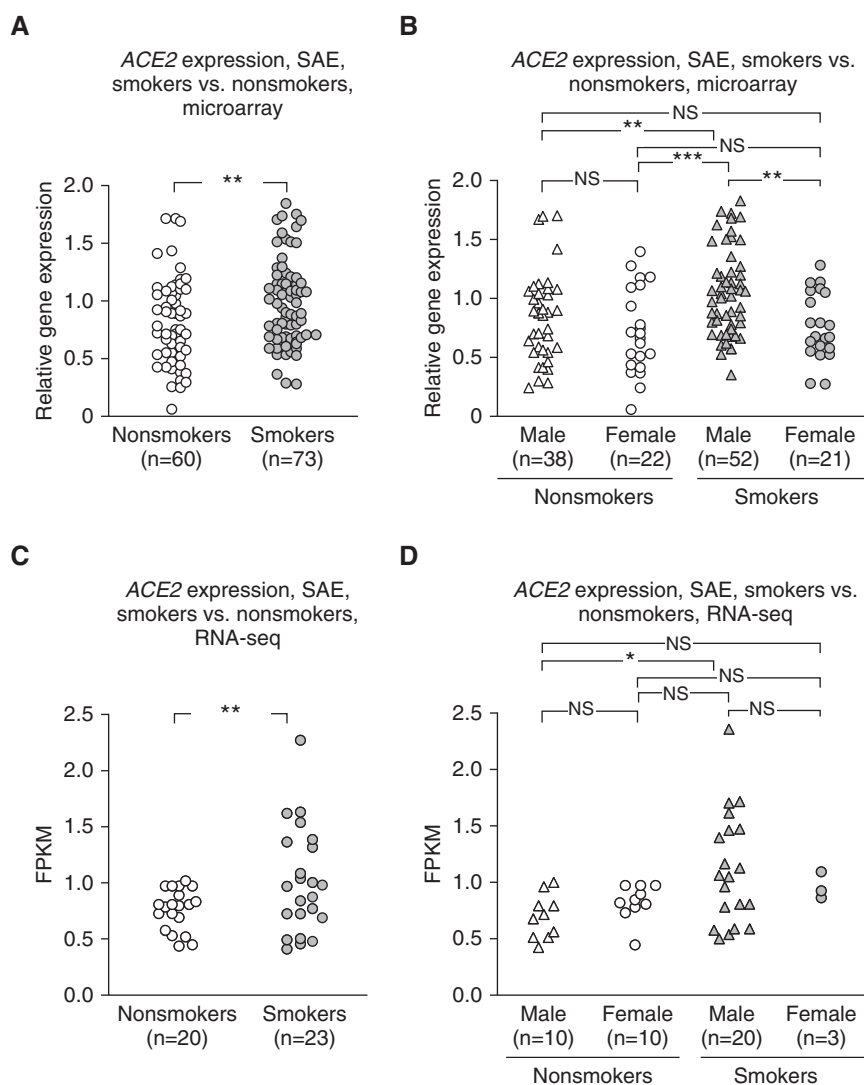 A
ACE2 expression, SAE,
smokers vs. nonsmokers,
microarray
**
Relative gene expression
2.0
1.5
1.0
0.5
0
Nonsmokers
(n=60)
Smokers
(n=73)
B
ACE2 expression, SAE, smokers vs.
nonsmokers, microarray
NS
**
NS
***
NS
**
Relative gene expression
2.0
1.5
1.0
0.5
0
Male
(n=38)
Female
(n=22)
Male
(n=52)
Female
(n=21)
Nonsmokers
Smokers
C
ACE2 expression, SAE,
smokers vs. nonsmokers,
RNA-seq
**
FPKM
2.5
2.0
1.5
1.0
0.5
0.0
Nonsmokers
(n=20)
Smokers
(n=23)
D
ACE2 expression, SAE, smokers vs.
nonsmokers, RNA-seq
NS
*
NS
NS
NS
NS
FPKM
2.5
2.0
1.5
1.0
0.5
0.0
Male
(n=10)
Female
(n=10)
Male
(n=20)
Female
(n=3)
Nonsmokers
Smokers